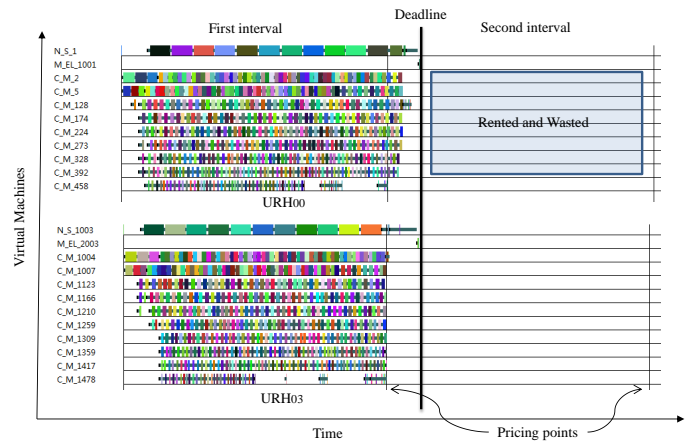 Deadline
First interval
Second interval
N_S_1
M_EL_1001
C_M_2
C_M_5
C_M_128
C_M_174
C_M_224
C_M_273
C_M_328
C_M_392
C_M_458
Rented and Wasted
URH00
Virtual Machines
N_S_1003
M_EL_2003
C_M_1004
C_M_1007
C_M_1123
C_M_1166
C_M_1210
C_M_1259
C_M_1309
C_M_1359
C_M_1417
C_M_1478
URH03
Time
Pricing points